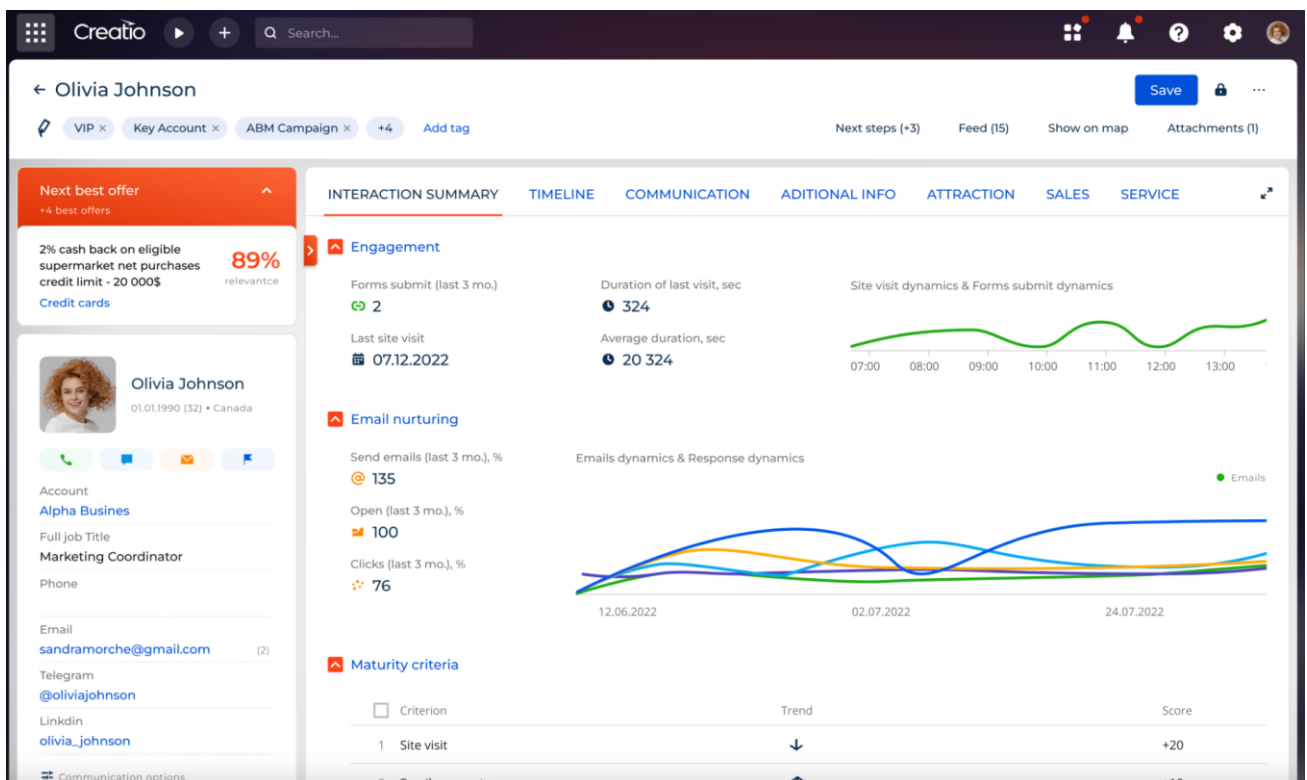 Creatio
Search...
Olivia Johnson
Save
VIP ×
Key Account ×
ABM Campaign ×
+4
Add tag
Next steps (+3)
Feed (15)
Show on map
Attachments (1)
Next best offer
+4 best offers
2% cash back on eligible
supermarket net purchases
credit limit - 20 000$
Credit cards
89%
relevantce
Olivia Johnson
01.01.1990 (32) • Canada
Account
Alpha Busines
Full job Title
Marketing Coordinator
Phone
Email
sandramorche@gmail.com (2)
Telegram
@oliviajohnson
Linkdin
olivia_johnson
Communication options
INTERACTION SUMMARY
TIMELINE
COMMUNICATION
ADITIONAL INFO
ATTRACTION
SALES
SERVICE
Engagement
Forms submit (last 3 mo.)
2
Last site visit
07.12.2022
Duration of last visit, sec
324
Average duration, sec
20 324
Site visit dynamics & Forms submit dynamics
07:00 08:00 09:00 10:00 11:00 12:00 13:00
Email nurturing
Send emails (last 3 mo.), %
135
Open (last 3 mo.), %
100
Clicks (last 3 mo.), %
76
Emails dynamics & Response dynamics
Emails
12.06.2022 02.07.2022 24.07.2022
Maturity criteria
Criterion Trend Score
1 Site visit +20